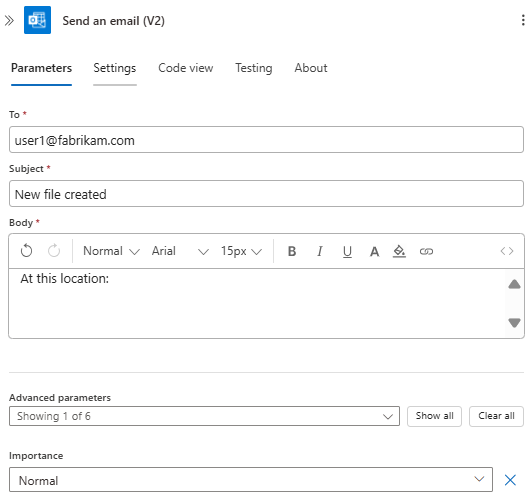 Send an email (V2)
Parameters Settings Code view Testing About
To *
user1@fabrikam.com
Subject *
New file created
Body *
Normal Arial 15px B I U A
At this location:
Advanced parameters
Showing 1 of 6 Show all Clear all
Importance
Normal